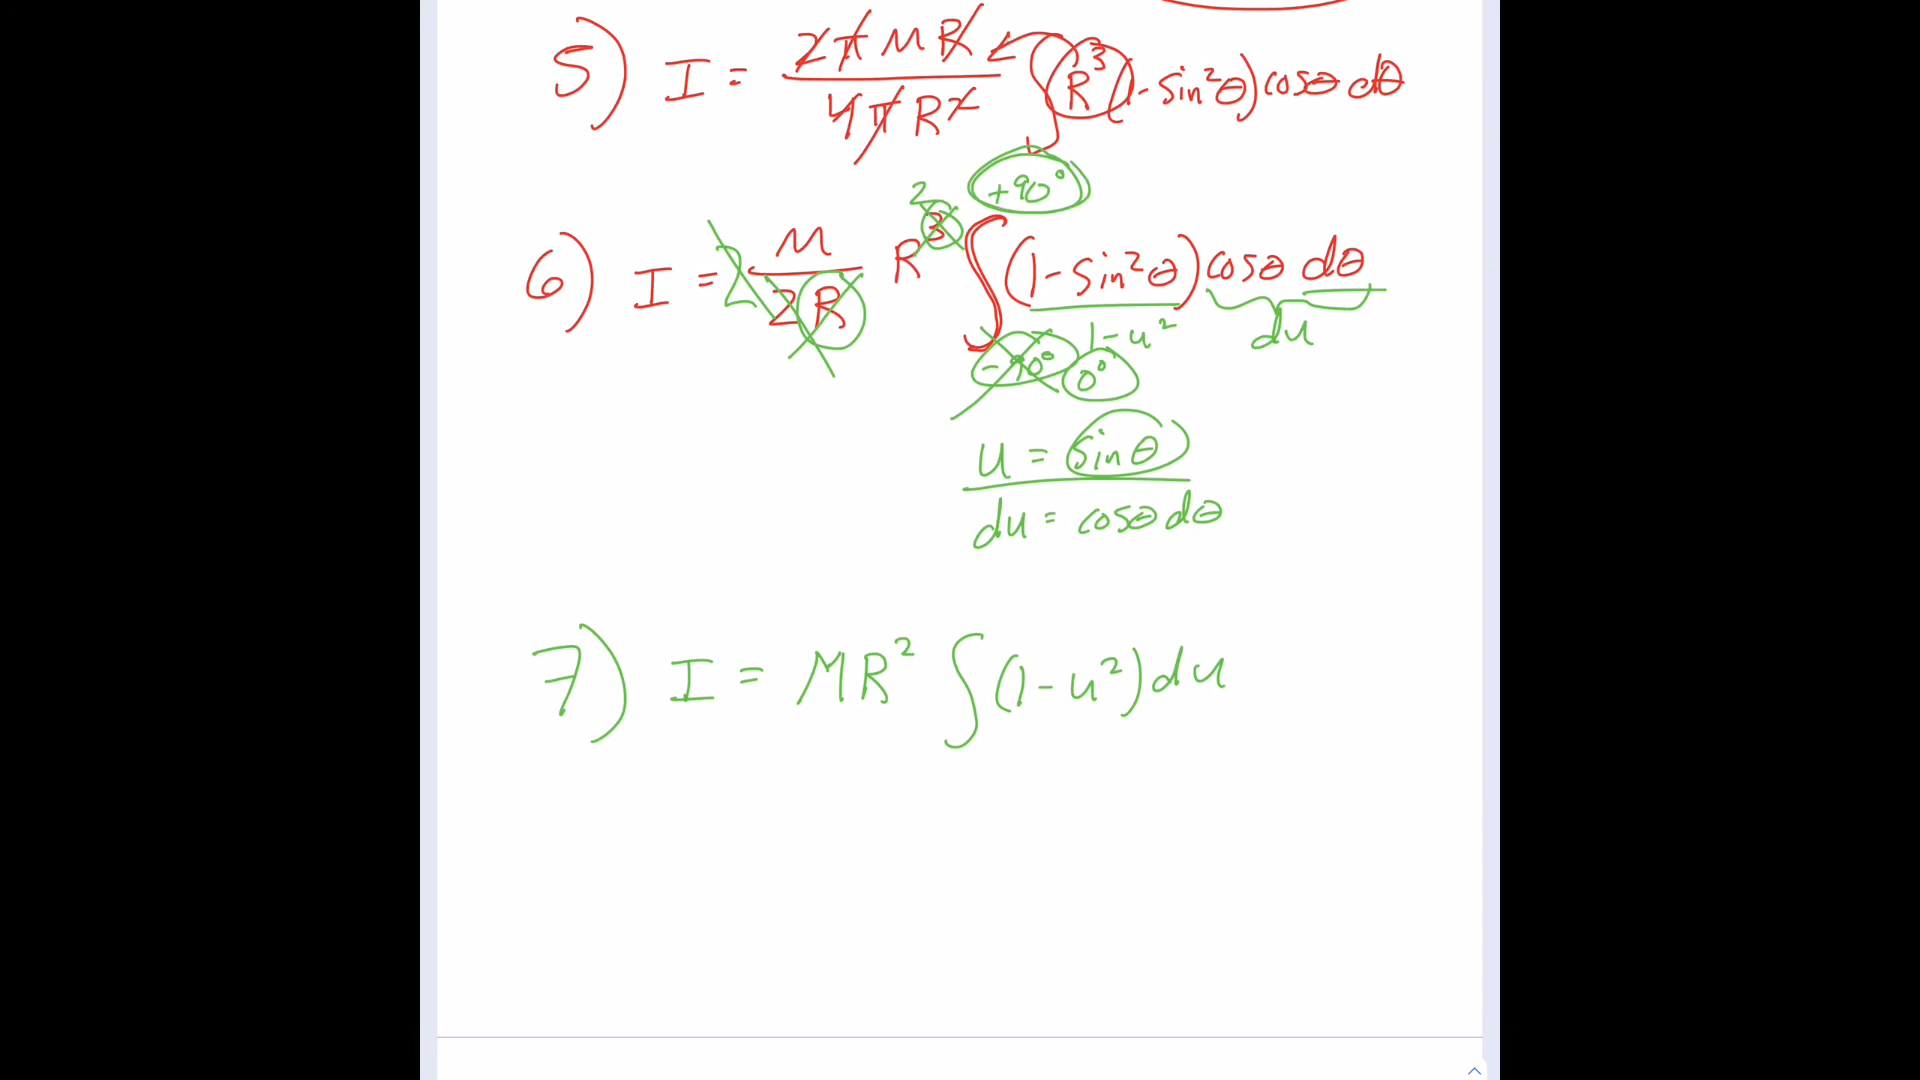 5) I = 2πMR / 4πR² ∫ R³(1-sin²θ)cosθ dθ
+90°
6) I = 2 M/2R R³ 2 ∫ (1-sin²θ)cosθ dθ
-90° 0° 1-u² du
u = sinθ
du = cosθ dθ
7) I = MR² ∫(1-u²)du